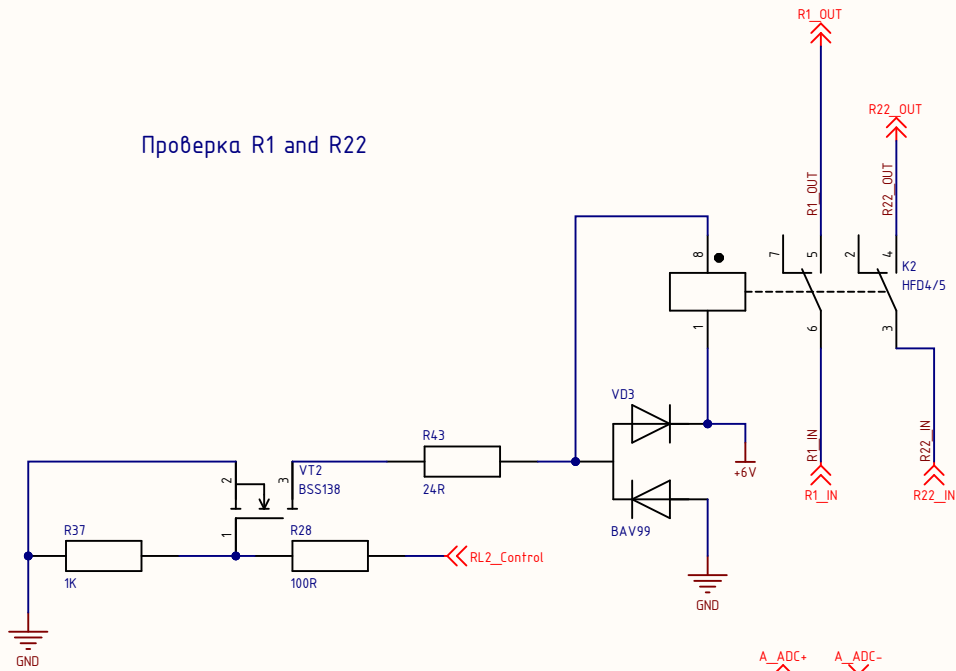 R1_OUT
R22_OUT
Проверка R1 and R22
R1_OUT
R22_OUT
8
7
5
2
4
K2
HFD4/5
1
6
3
VD3
R1_IN
R22_IN
R43
+6V
24R
R1_IN
R22_IN
2
VT2
3
BSS138
BAV99
R37
1
R28
RL2_Control
1K
100R
GND
GND
A_ADC+
A_ADC-